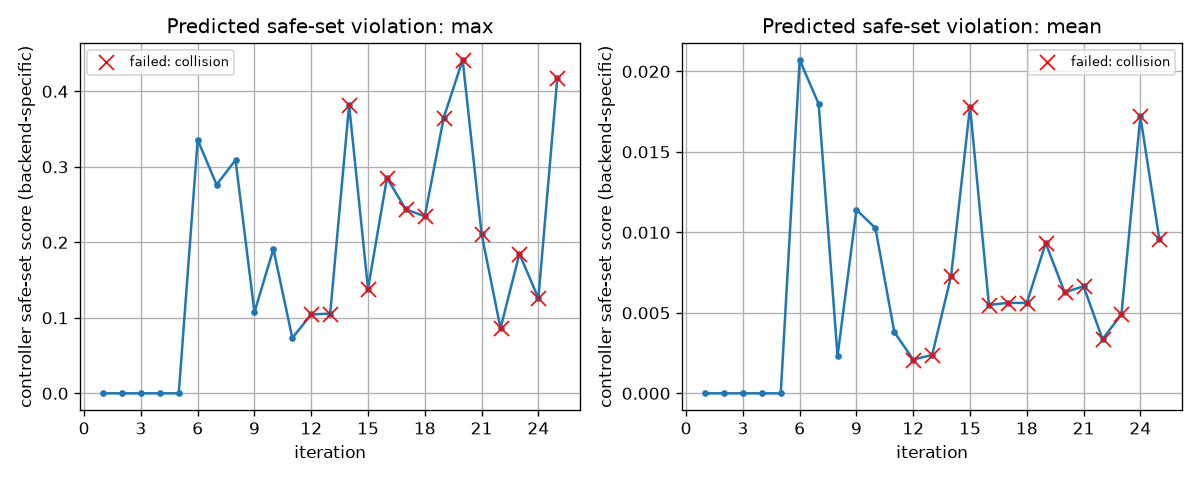 Predicted safe-set violation: max
controller safe-set score (backend-specific)
failed: collision
0.4
0.3
0.2
0.1
0.0
0 3 6 9 12 15 18 21 24
iteration
Predicted safe-set violation: mean
controller safe-set score (backend-specific)
failed: collision
0.020
0.015
0.010
0.005
0.000
0 3 6 9 12 15 18 21 24
iteration